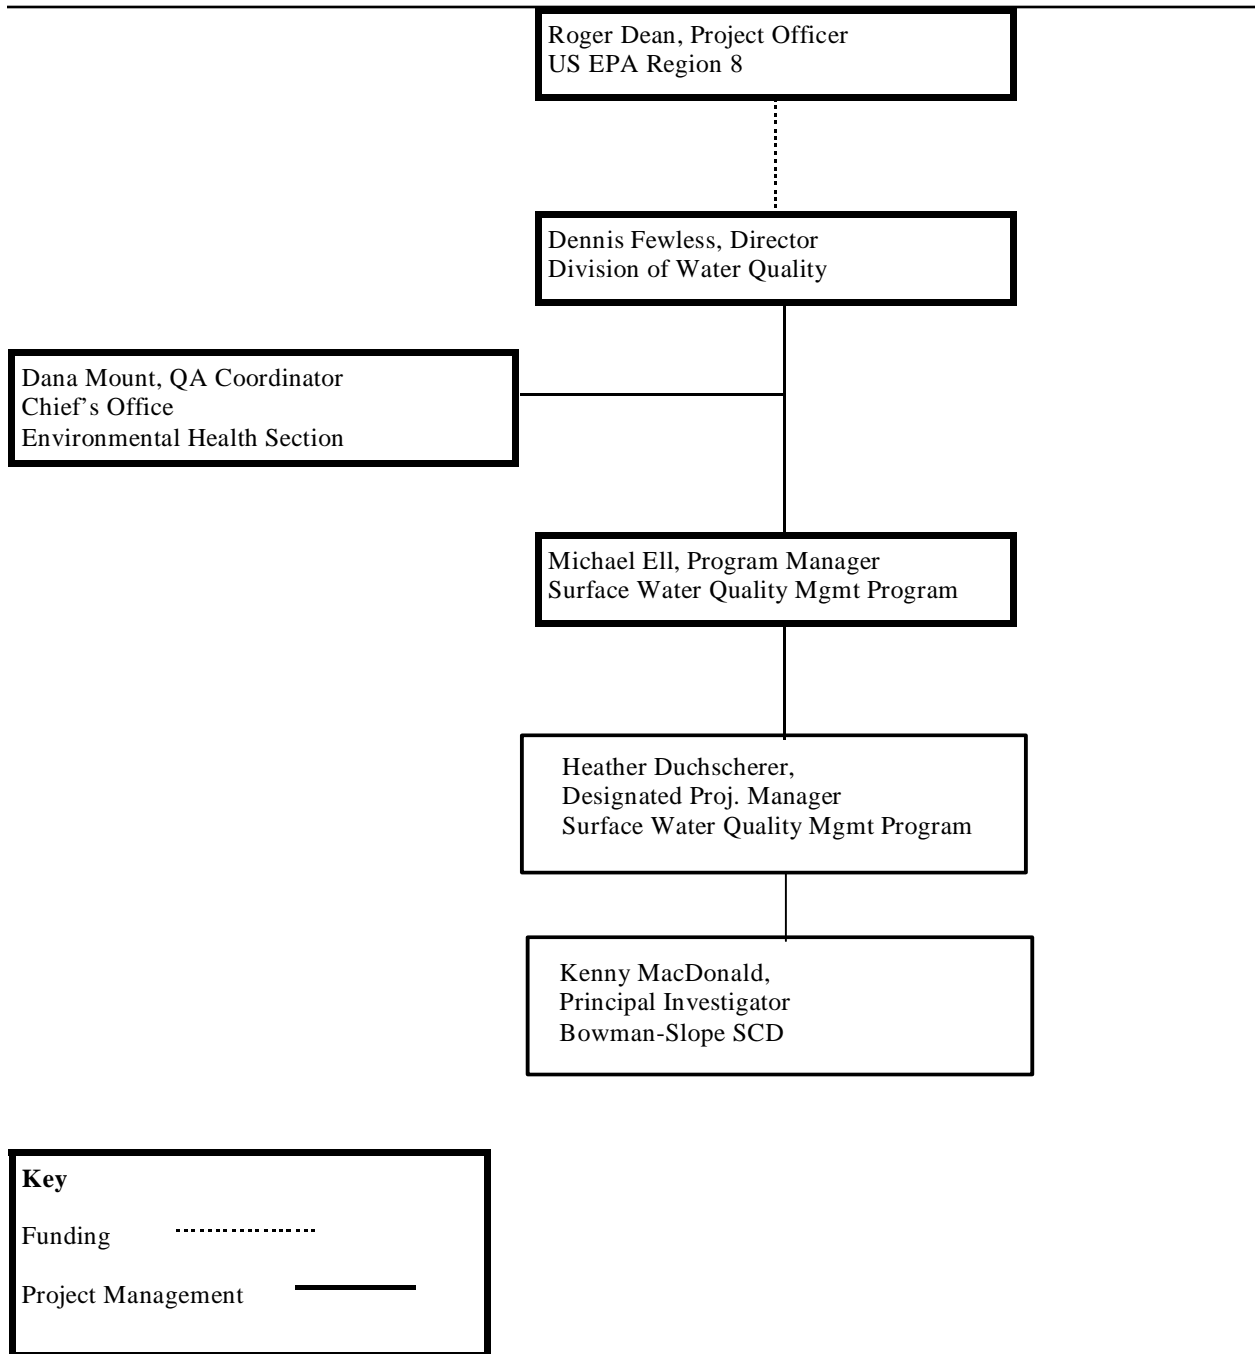 Roger Dean, Project Officer
US EPA Region 8
Dennis Fewless, Director
Division of Water Quality
Dana Mount, QA Coordinator
Chief’s Office
Environmental Health Section
Michael Ell, Program Manager
Surface Water Quality Mgmt Program
Heather Duchscherer,
Designated Proj. Manager
Surface Water Quality Mgmt Program
Kenny MacDonald,
Principal Investigator
Bowman-Slope SCD
Key
Funding
Project Management